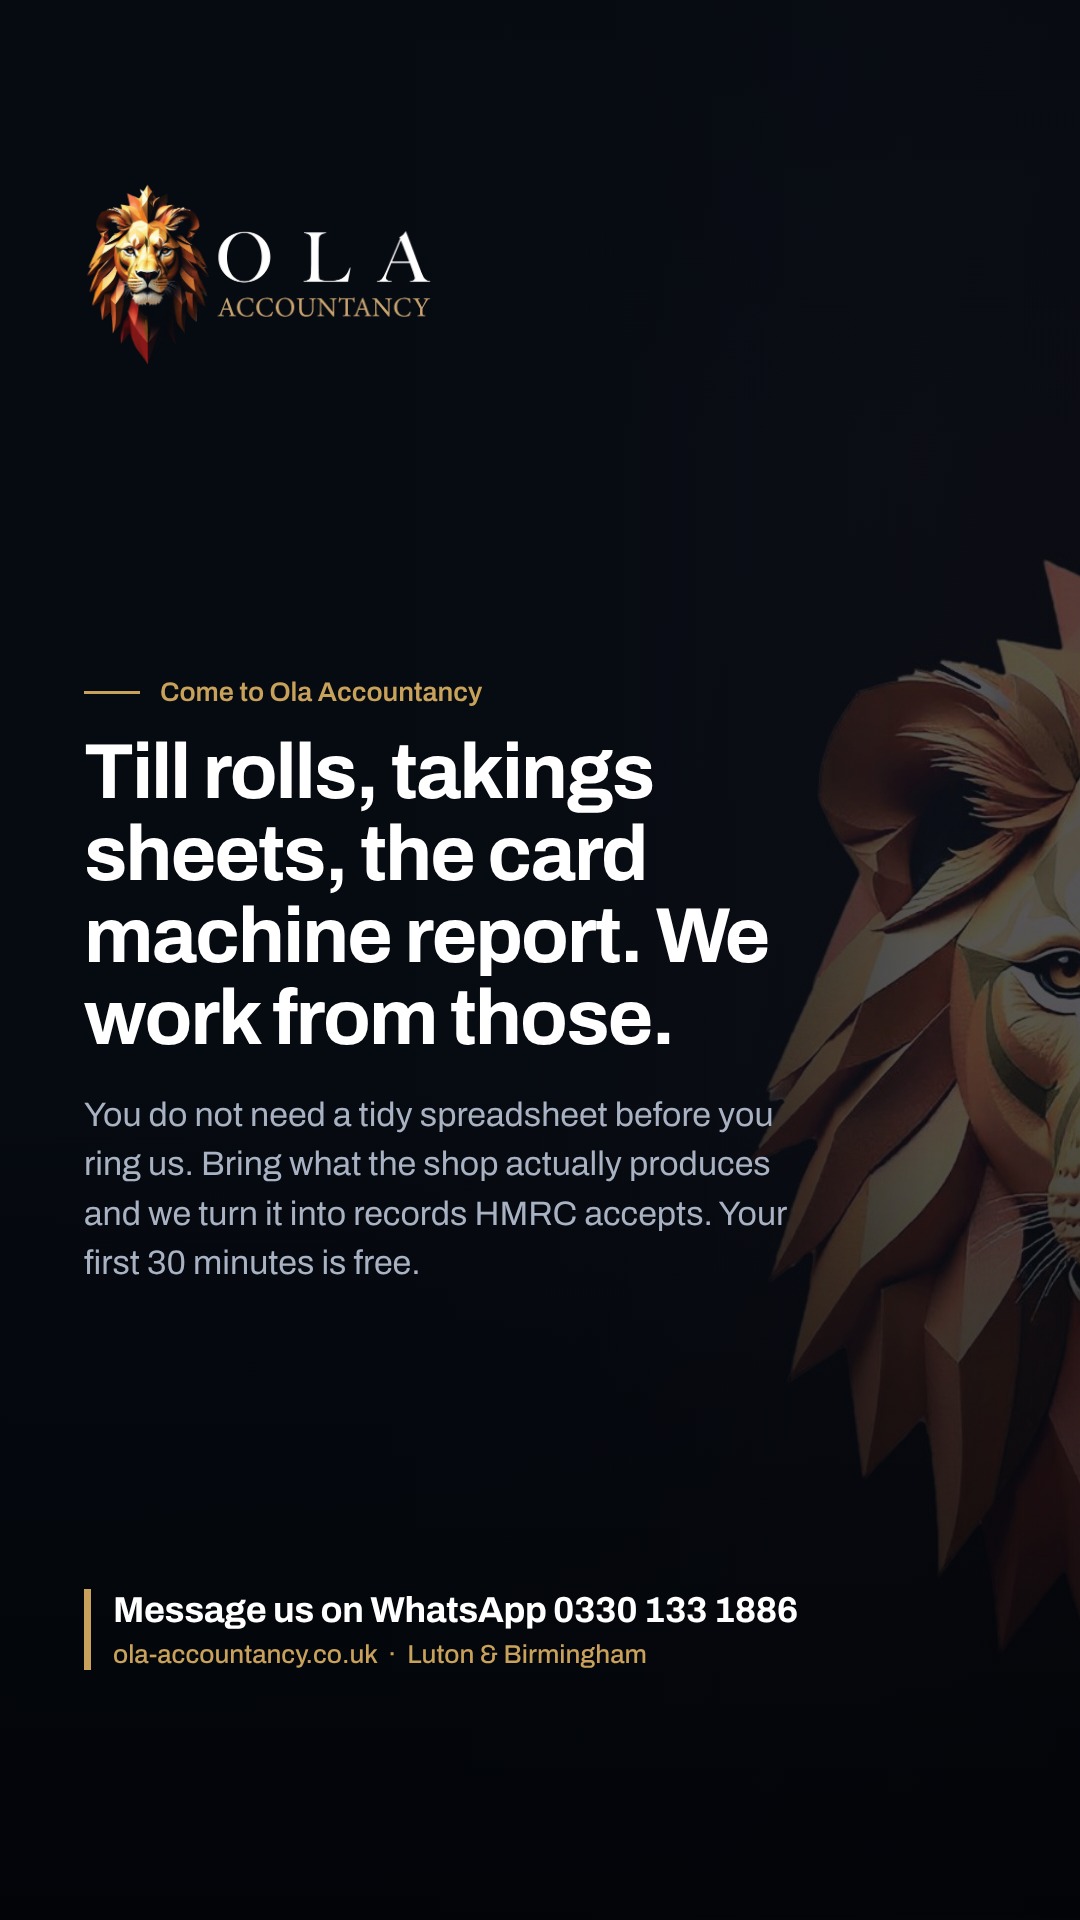 OLA
ACCOUNTANCY
Come to Ola Accountancy
Till rolls, takings
sheets, the card
machine report. We
work from those.
You do not need a tidy spreadsheet before you
ring us. Bring what the shop actually produces
and we turn it into records HMRC accepts. Your
first 30 minutes is free.
Message us on WhatsApp 0330 133 1886
ola-accountancy.co.uk · Luton & Birmingham